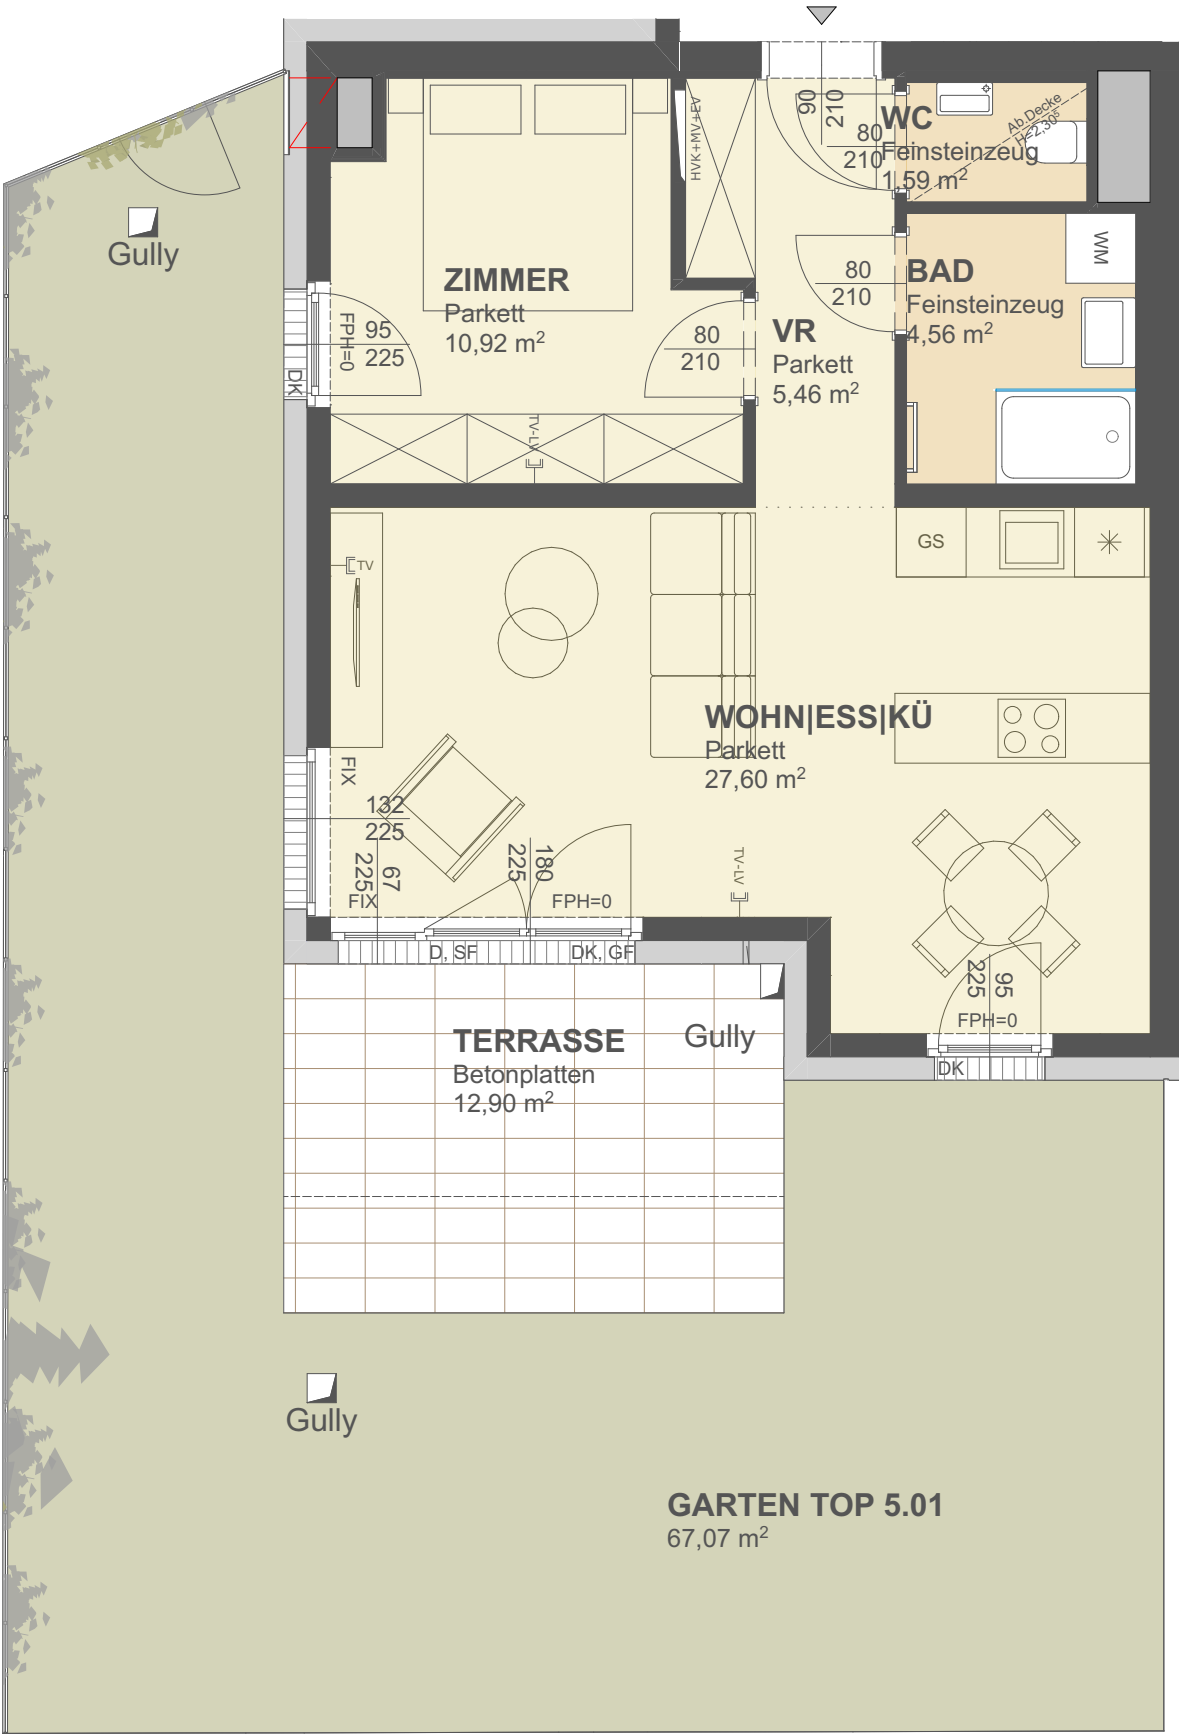 90
210
80
210
WC
Feinsteinzeug
1,59 m²
Ab.Decke
H=2,30⁵
HVK+MV+EV
Gully
ZIMMER
Parkett
10,92 m²
FPH=0
95
225
DK
80
210
VR
Parkett
5,46 m²
80
210
BAD
Feinsteinzeug
4,56 m²
WM
TV-LV
TV
GS
WOHN|ESS|KÜ
Parkett
27,60 m²
FIX
132
225
67
225
FIX
180
225
FPH=0
TV-LV
D, SF
DK, GF
95
225
FPH=0
DK
TERRASSE
Betonplatten
12,90 m²
Gully
Gully
GARTEN TOP 5.01
67,07 m²